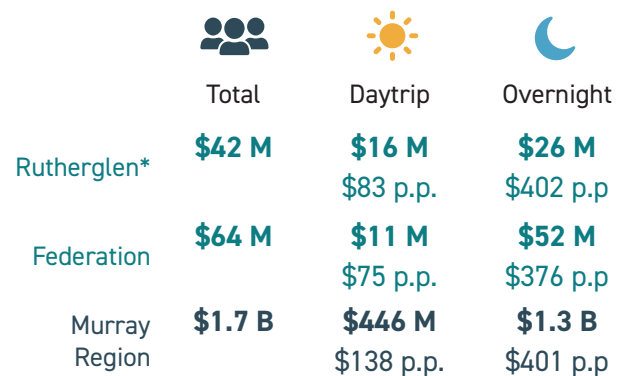 Total Daytrip Overnight
Rutherglen* $42 M $16 M $26 M
$83 p.p. $402 p.p
Federation $64 M $11 M $52 M
$75 p.p. $376 p.p
Murray Region $1.7 B $446 M $1.3 B
$138 p.p. $401 p.p